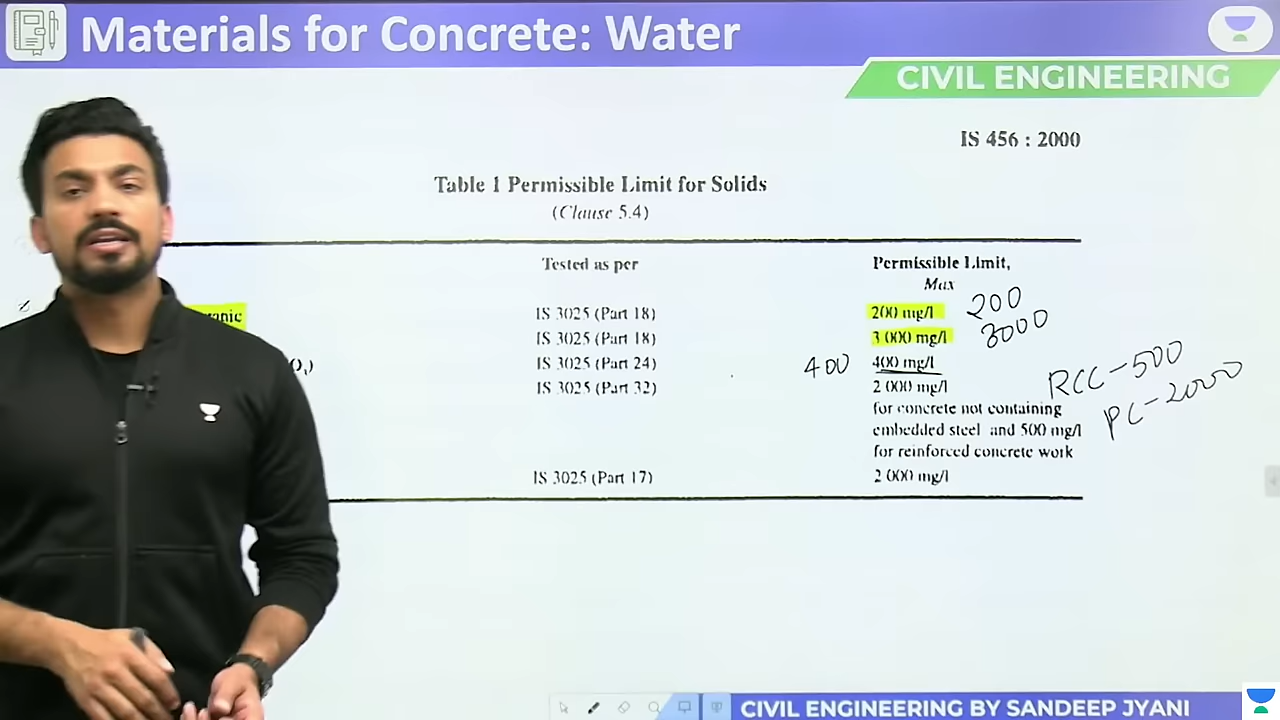 Materials for Concrete: Water
CIVIL ENGINEERING
IS 456 : 2000
Table 1 Permissible Limit for Solids
(Clause 5.4)
Tested as per
Permissible Limit,
Max
IS 3025 (Part 18)
200 mg/l
200
IS 3025 (Part 18)
3 000 mg/l
3000
IS 3025 (Part 24)
400
400 mg/l
RCC-500
IS 3025 (Part 32)
2 000 mg/l
PC-2000
for concrete not containing
embedded steel and 500 mg/l
for reinforced concrete work
IS 3025 (Part 17)
2 000 mg/l
CIVIL ENGINEERING BY SANDEEP JYANI